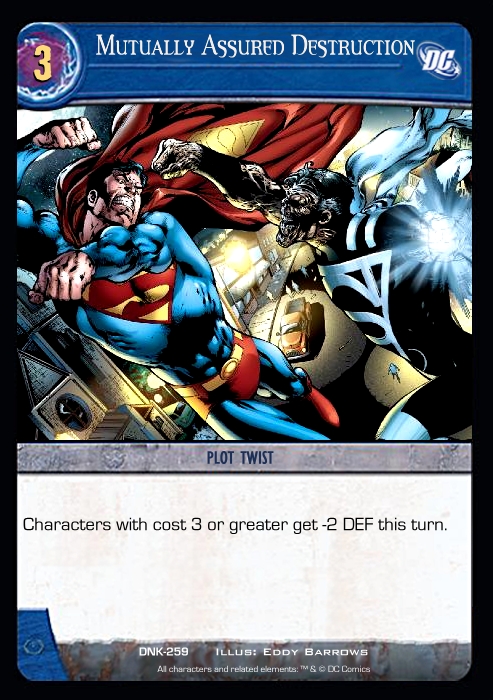 3
Mutually Assured Destruction
DC
PLOT TWIST
Characters with cost 3 or greater get -2 DEF this turn.
DNK-259 Illus: Eddy Barrows
All characters and related elements: ™ & © DC Comics